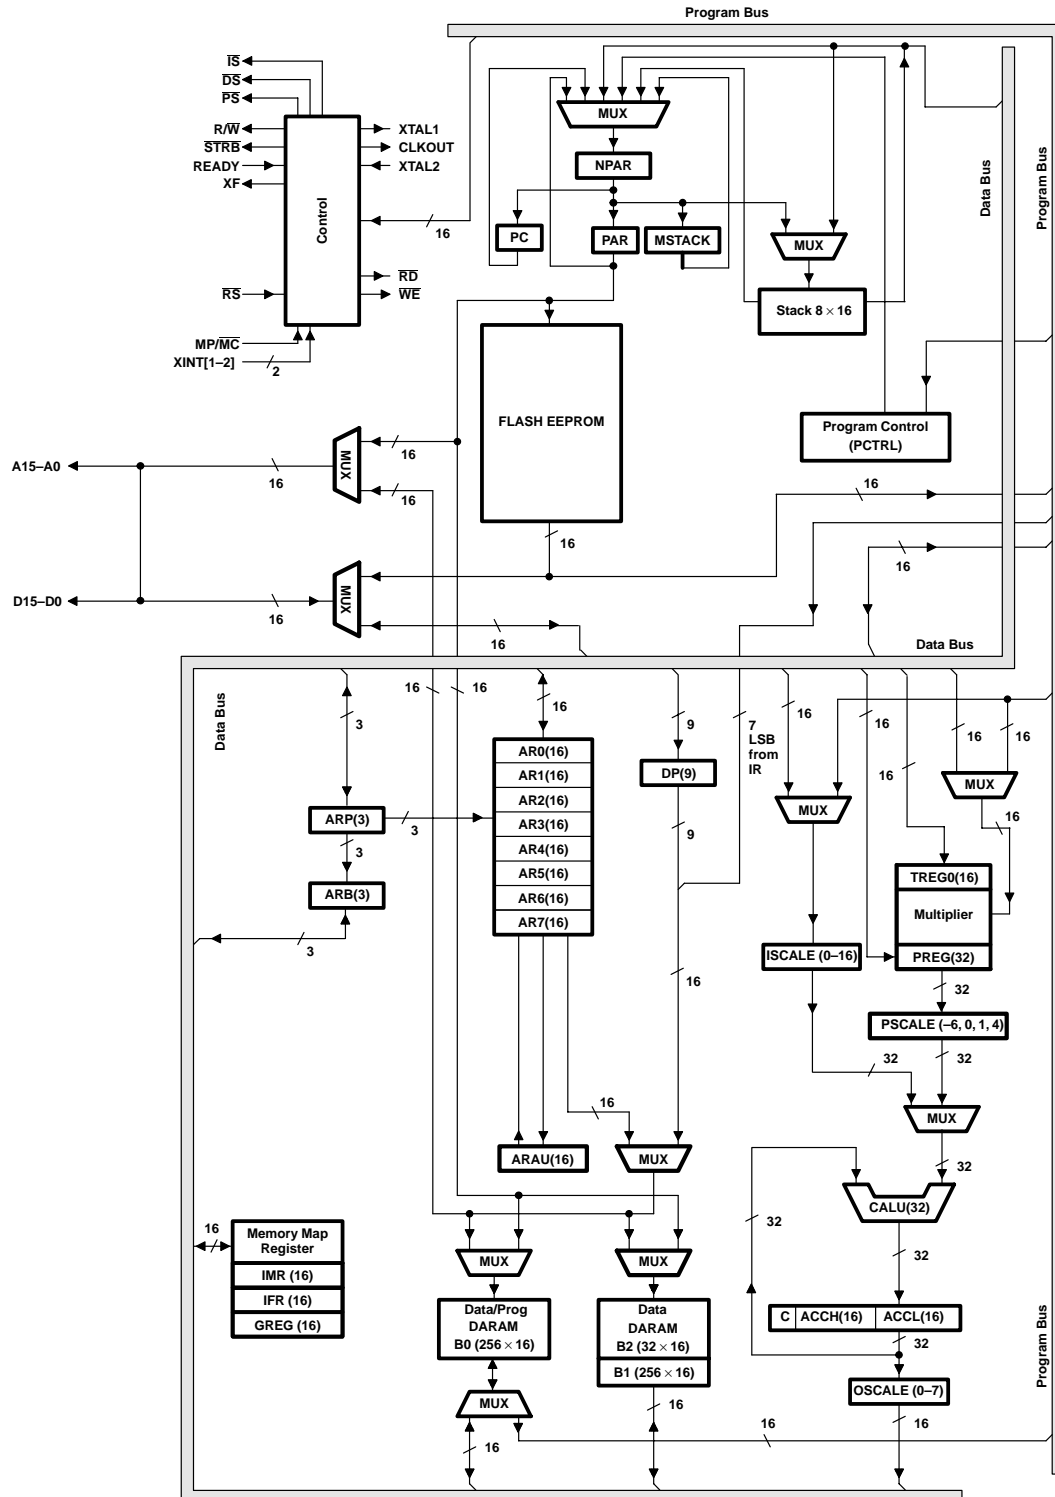 Program Bus
IS
DS
PS
R/W
STRB
READY
XF
RS
MP/MC
XINT[1–2]
2
Control
XTAL1
CLKOUT
XTAL2
16
RD
WE
MUX
NPAR
PC
PAR
MSTACK
MUX
Stack 8 × 16
Data Bus
Program Bus
FLASH EEPROM
Program Control
(PCTRL)
A15–A0
16
MUX
16
16
16
16
16
D15–D0
16
MUX
16
Data Bus
Data Bus
3
16
16
16
9
7
LSB
from
IR
16
16
16
16
16
AR0(16)
AR1(16)
AR2(16)
AR3(16)
AR4(16)
AR5(16)
AR6(16)
AR7(16)
DP(9)
MUX
MUX
16
ARP(3)
3
3
9
ARB(3)
3
TREG0(16)
Multiplier
PREG(32)
ISCALE (0–16)
16
32
PSCALE (–6, 0, 1, 4)
32
32
16
MUX
ARAU(16)
MUX
32
CALU(32)
32
32
16
Memory Map
Register
IMR (16)
IFR (16)
GREG (16)
MUX
MUX
Data/Prog
DARAM
B0 (256 × 16)
Data
DARAM
B2 (32 × 16)
B1 (256 × 16)
C
ACCH(16)
ACCL(16)
32
OSCALE (0–7)
MUX
16
16
16
16
Program Bus